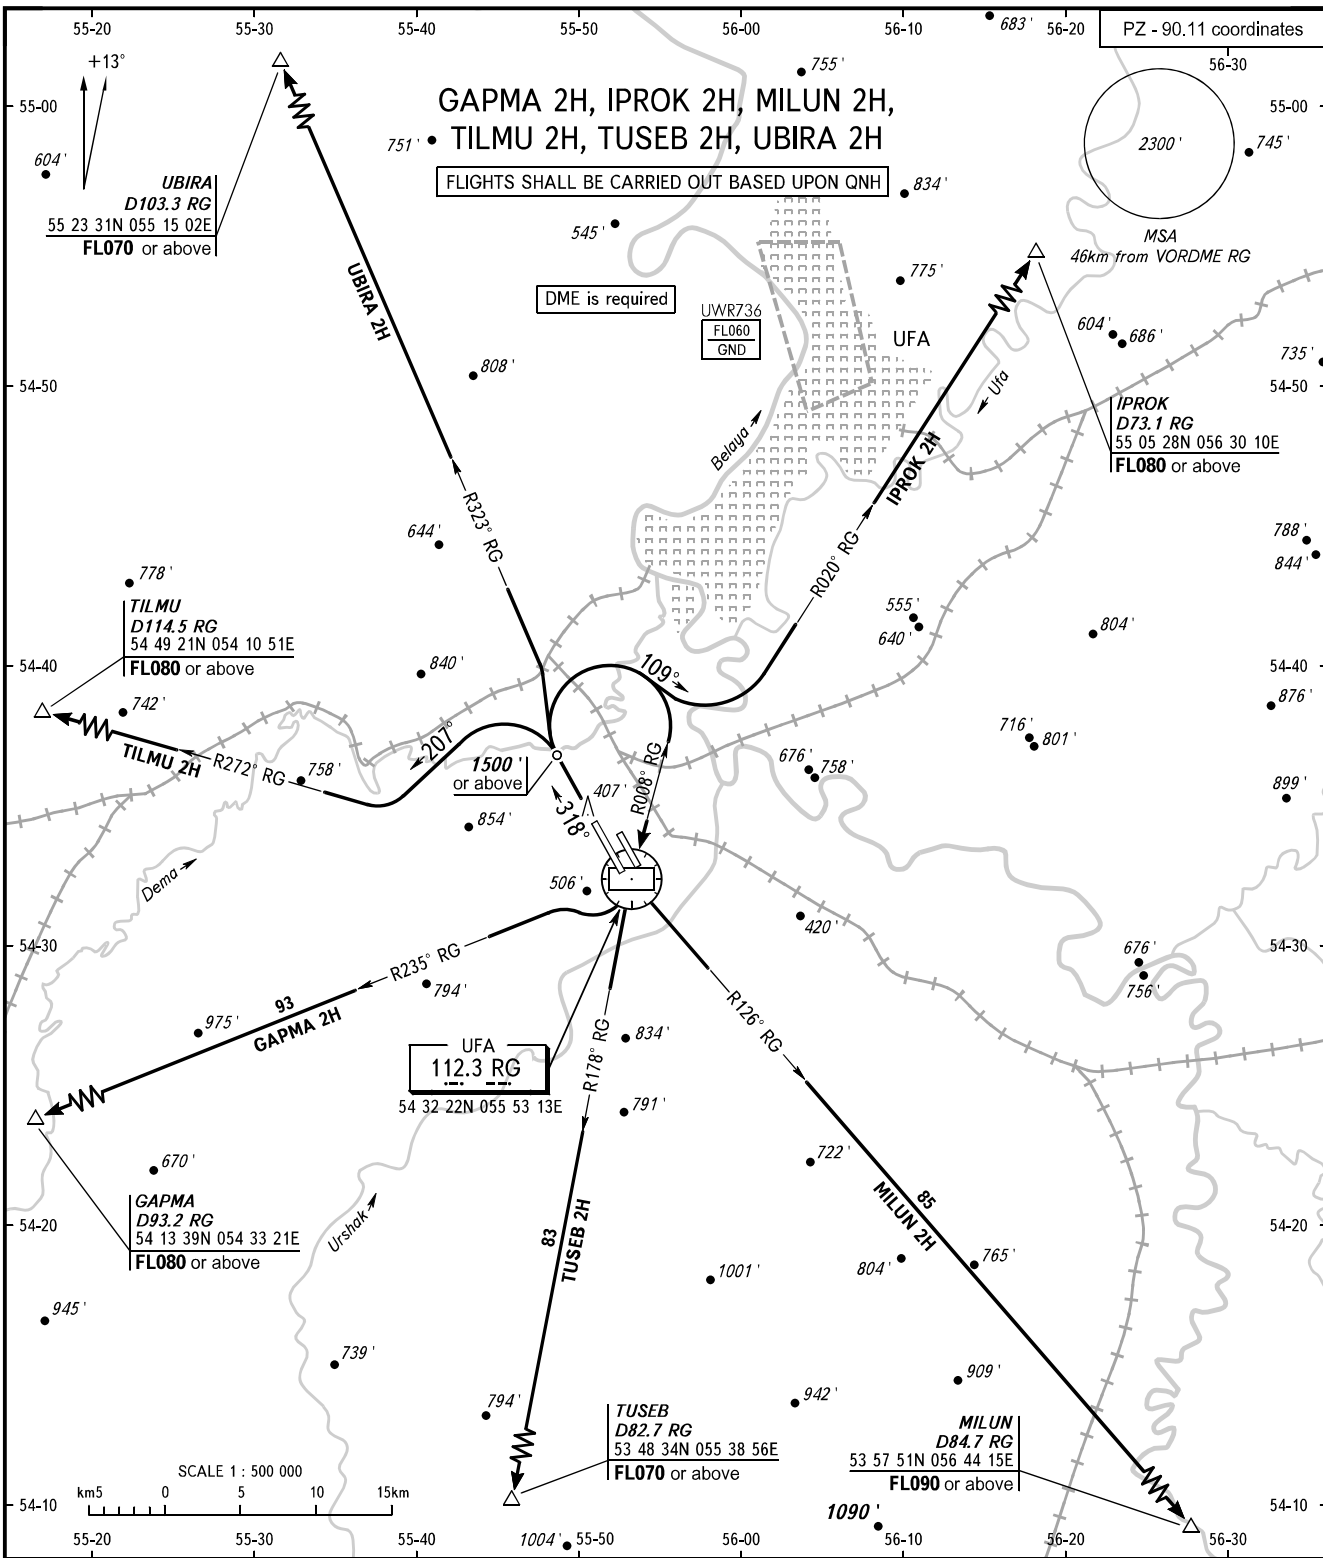 55-20
55-30
55-40
55-50
56-00
56-10
56-20
683 '
PZ - 90.11 coordinates
56-30
+13°
755 '
55-00
55-00
GAPMA 2H, IPROK 2H, MILUN 2H,
TILMU 2H, TUSEB 2H, UBIRA 2H
FLIGHTS SHALL BE CARRIED OUT BASED UPON QNH
751 '
604 '
2300 '
745 '
834 '
545 '
MSA
46km from VORDME RG
UBIRA
D103.3 RG
55 23 31N 055 15 02E
FL070 or above
775 '
DME is required
UWR736
FL060
GND
UFA
UBIRA 2H
604 '
686 '
735 '
808 '
Ufa
54-50
54-50
IPROK
D73.1 RG
55 05 28N 056 30 10E
FL080 or above
Belaya
IPROK 2H
R323° RG
644 '
R020° RG
788 '
844 '
778 '
TILMU
D114.5 RG
54 49 21N 054 10 51E
FL080 or above
555 '
640 '
804 '
54-40
54-40
840 '
109°
876 '
742 '
TILMU 2H
R272° RG
207°
758 '
1500 '
or above
407 '
R008° RG
716 '
801 '
676 '
758 '
899 '
854 '
318°
Dema
506 '
420 '
54-30
54-30
R235° RG
794 '
676 '
756 '
93
GAPMA 2H
975 '
R126° RG
R178° RG
834 '
UFA
112.3 RG
54 32 22N 055 53 13E
791 '
722 '
670 '
85
MILUN 2H
GAPMA
D93.2 RG
54 13 39N 054 33 21E
FL080 or above
Urshak
54-20
54-20
83
TUSEB 2H
1001 '
804 '
765 '
945 '
739 '
909 '
794 '
942 '
TUSEB
D82.7 RG
53 48 34N 055 38 56E
FL070 or above
MILUN
D84.7 RG
53 57 51N 056 44 15E
FL090 or above
SCALE 1 : 500 000
km5
0
5
10
15km
54-10
54-10
1090 '
1004 '
55-20
55-30
55-40
55-50
56-00
56-10
56-20
56-30